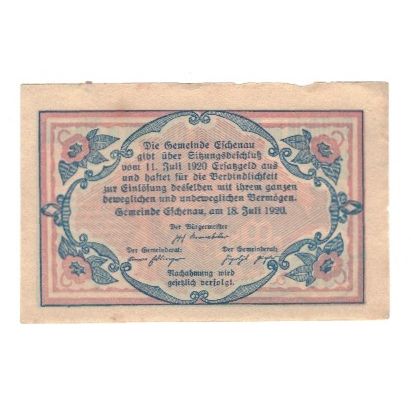 Die Gemeinde Eschenau
gibt über Sitzungsbeschluß
vom 11. Juli 1920 Ersatzgeld aus
und haftet für die Verbindlichkeit
zur Einlösung desselben mit ihrem ganzen
beweglichen und undeweglichen Vermögen.
Gemeinde Eschenau, am 18. Juli 1920.
Der Bürgermeister
Der Gemeinderat: Der Gemeinderat:
Nachahmung wird
gesetzlich verfolgt.